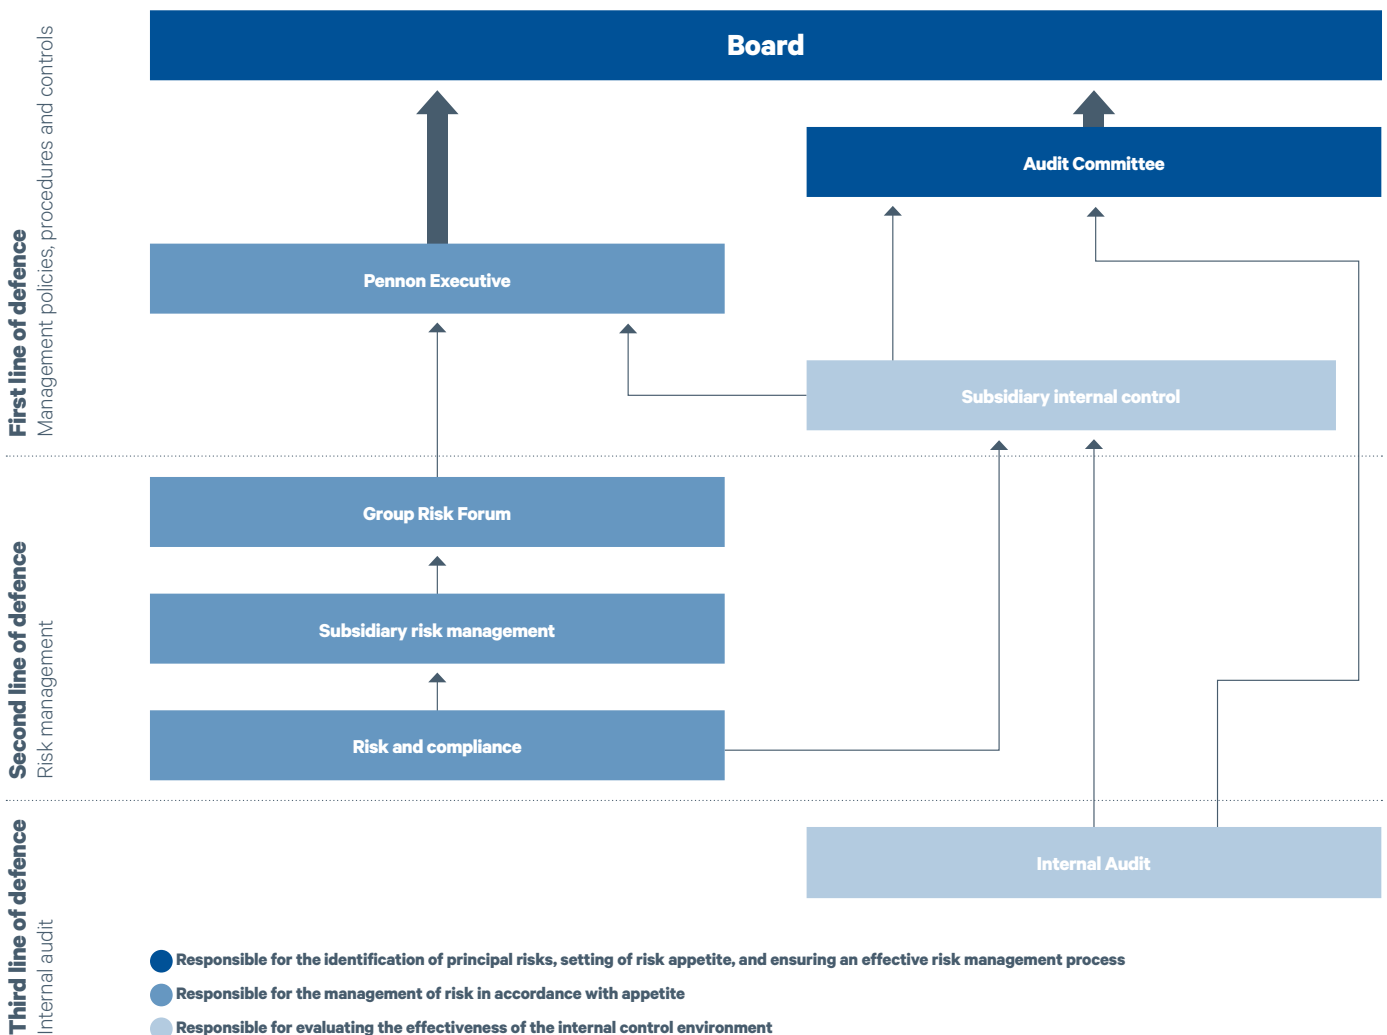 Board
Audit Committee
Pennon Executive
Subsidiary internal control
Group Risk Forum
Subsidiary risk management
Risk and compliance
Internal Audit
First line of defence
Management policies, procedures and controls
Second line of defence
Risk management
Third line of defence
Internal audit
Responsible for the identification of principal risks, setting of risk appetite, and ensuring an effective risk management process
Responsible for the management of risk in accordance with appetite
Responsible for evaluating the effectiveness of the internal control environment